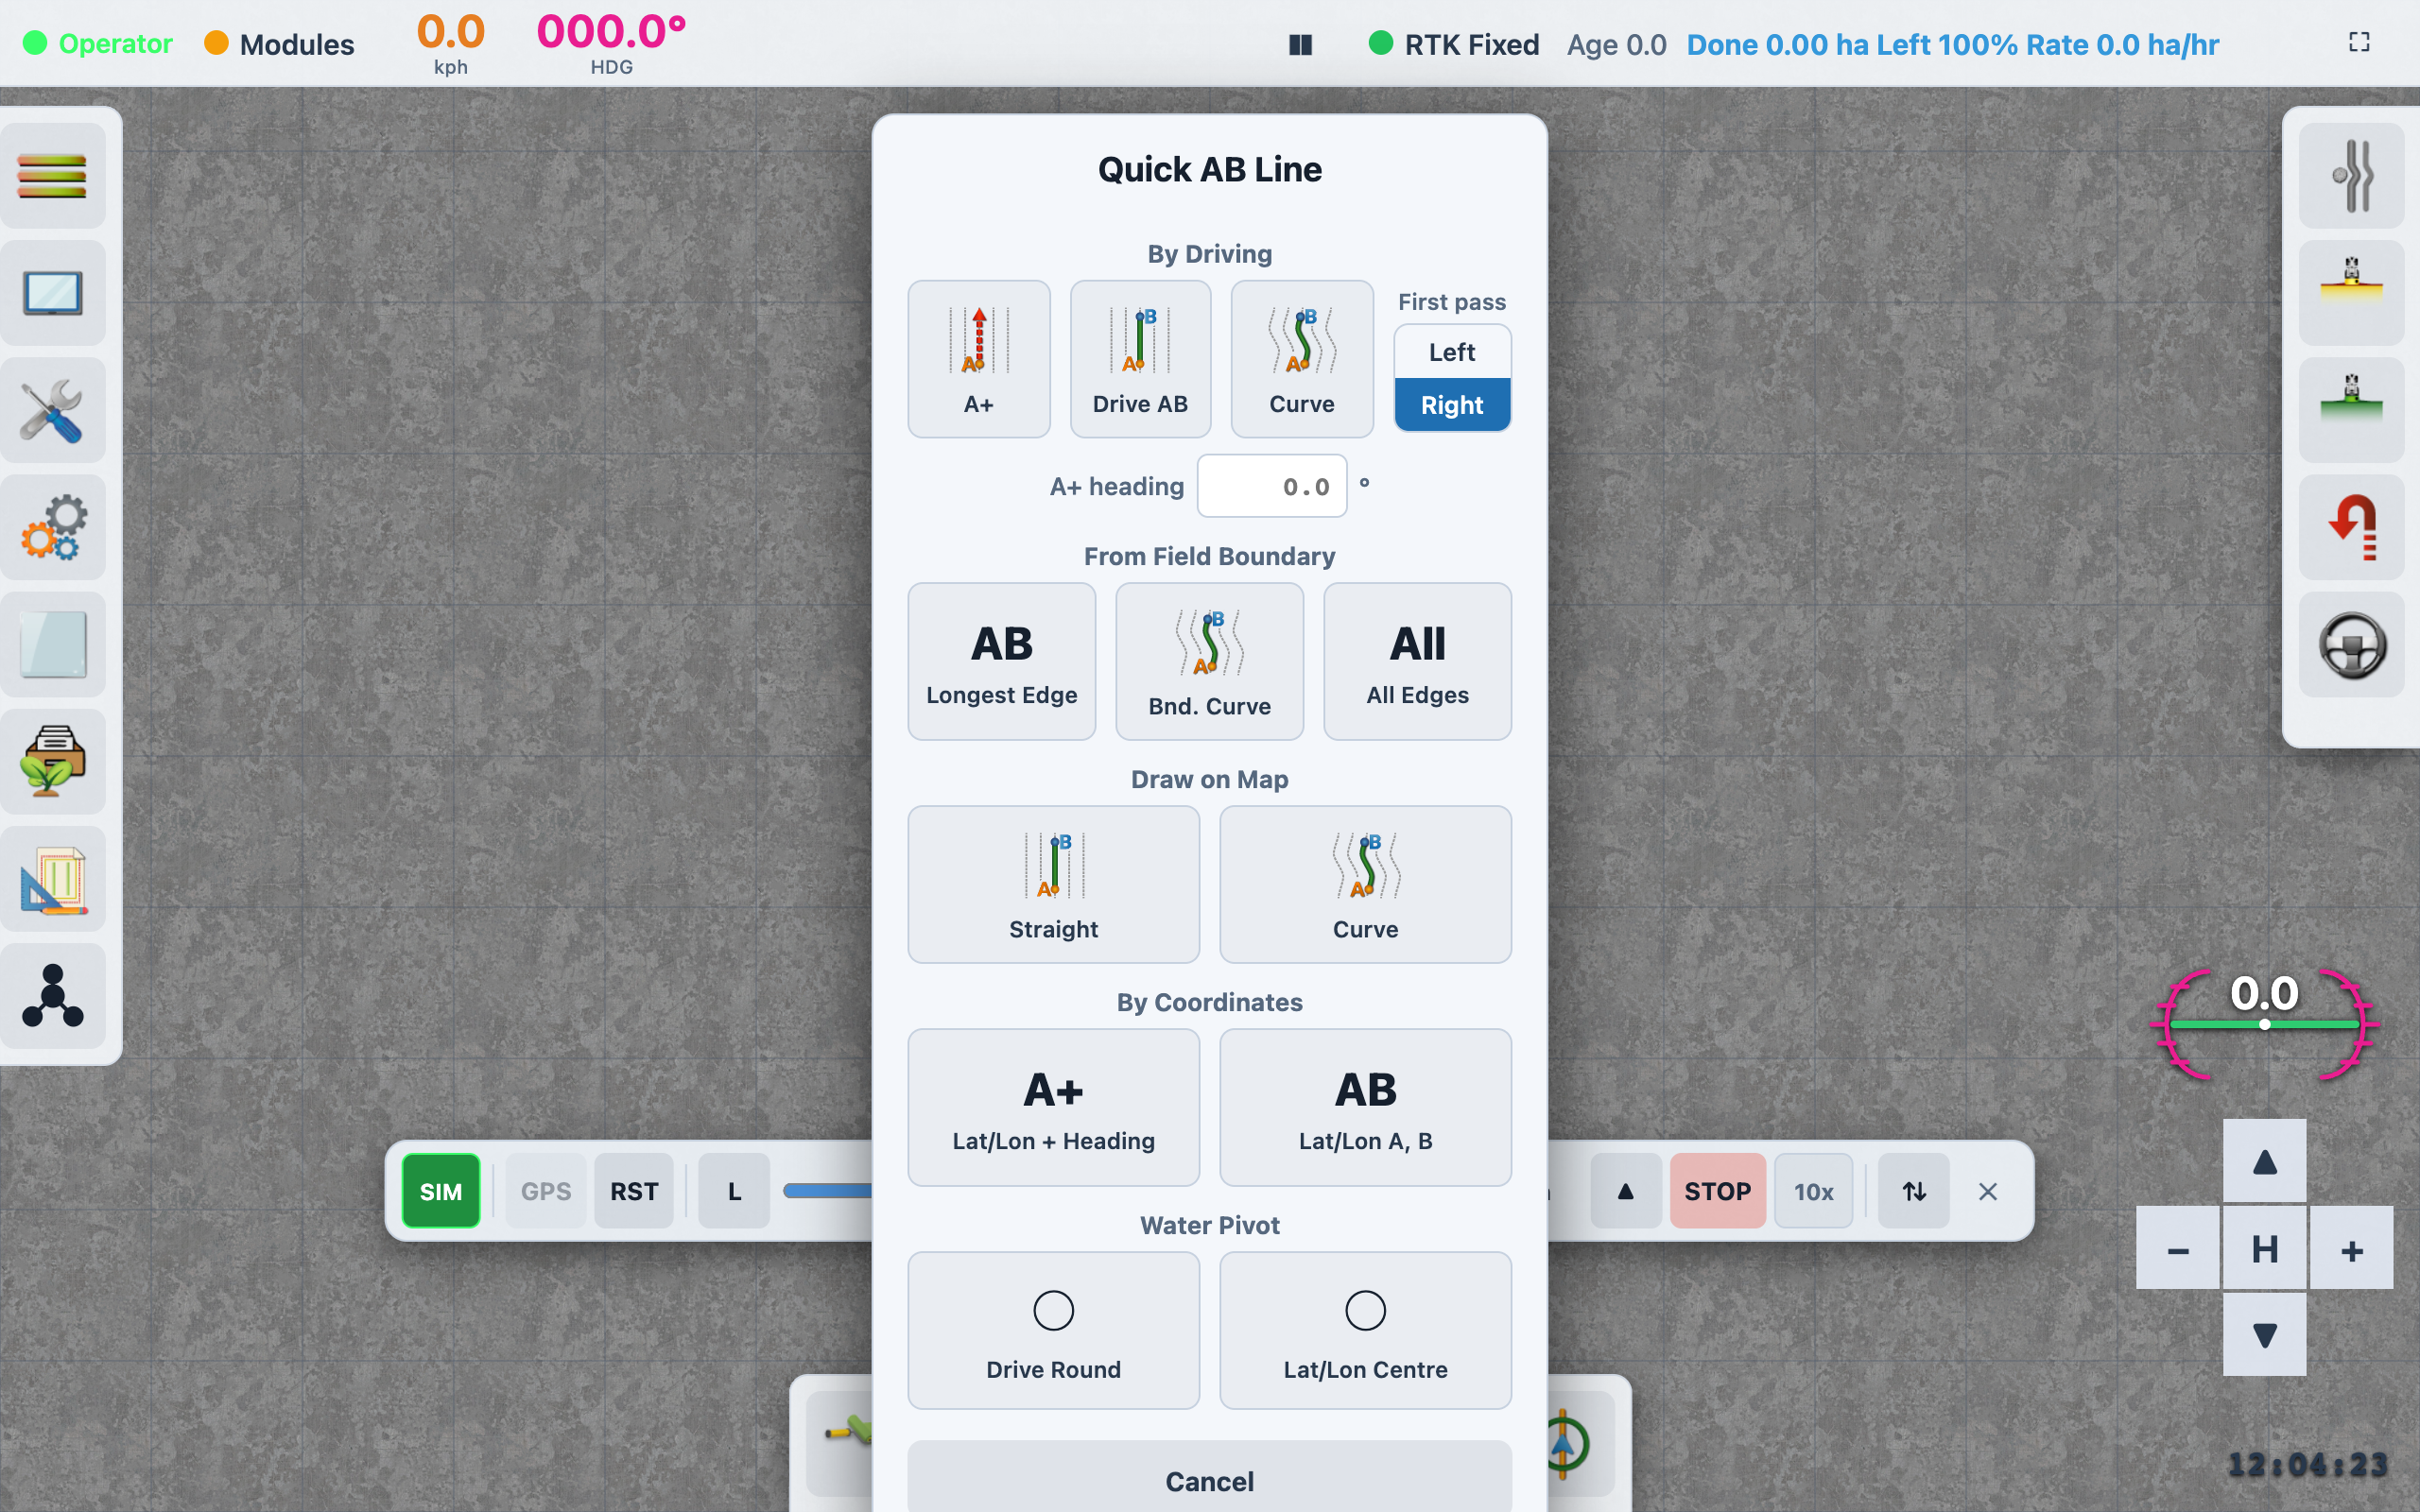 Operator
Modules
0.0
kph
000.0°
HDG
RTK Fixed
Age 0.0
Done 0.00 ha Left 100% Rate 0.0 ha/hr
Quick AB Line
By Driving
A
A+
A B
Drive AB
A B
Curve
First pass
Left
Right
A+ heading
0.0
°
From Field Boundary
AB
Longest Edge
A B
Bnd. Curve
All
All Edges
Draw on Map
A B
Straight
A B
Curve
By Coordinates
A+
Lat/Lon + Heading
AB
Lat/Lon A, B
Water Pivot
Drive Round
Lat/Lon Centre
Cancel
SIM
GPS
RST
L
STOP
10x
0.0
H
12:04:23